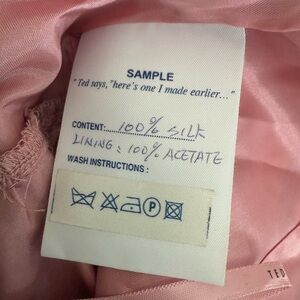 SAMPLE
"Ted says, "here's one I made earlier..."
CONTENT: 100% SILK
LINING: 100% ACETATE
WASH INSTRUCTIONS :
P
TED